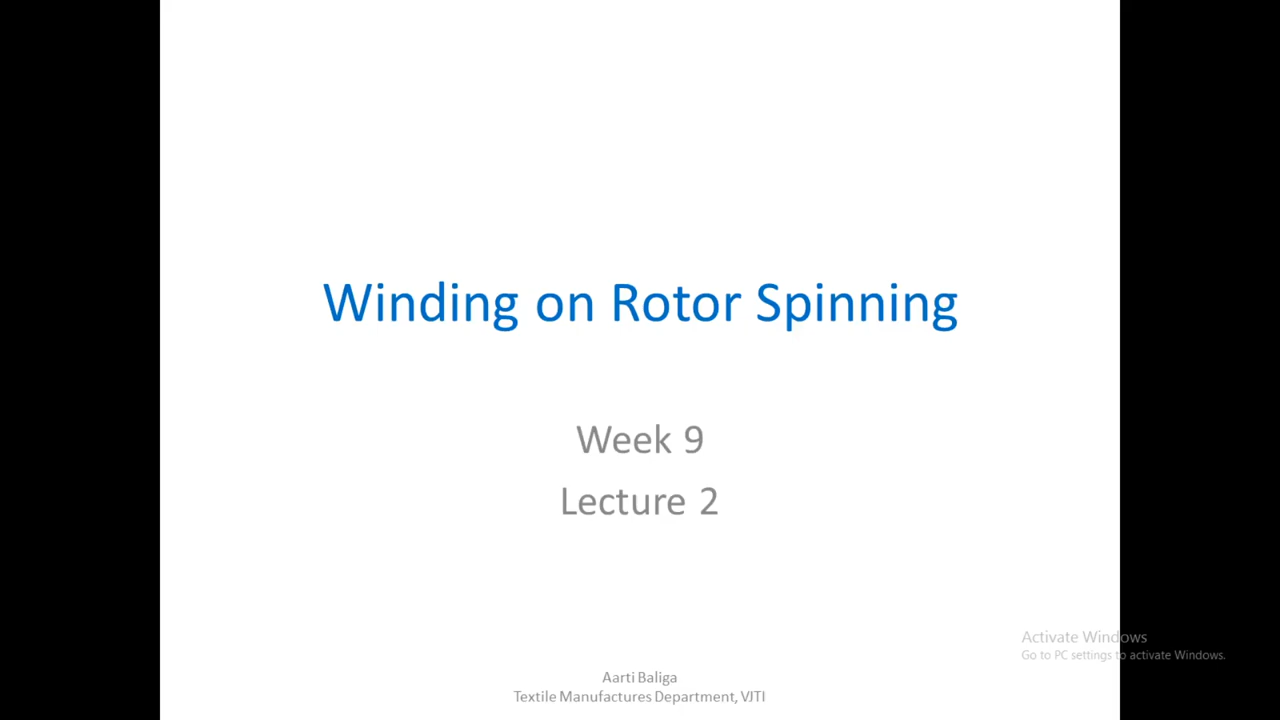 Winding on Rotor Spinning
Week 9
Lecture 2
Activate Windows
Go to PC settings to activate Windows.
Aarti Baliga
Textile Manufactures Department, VJTI